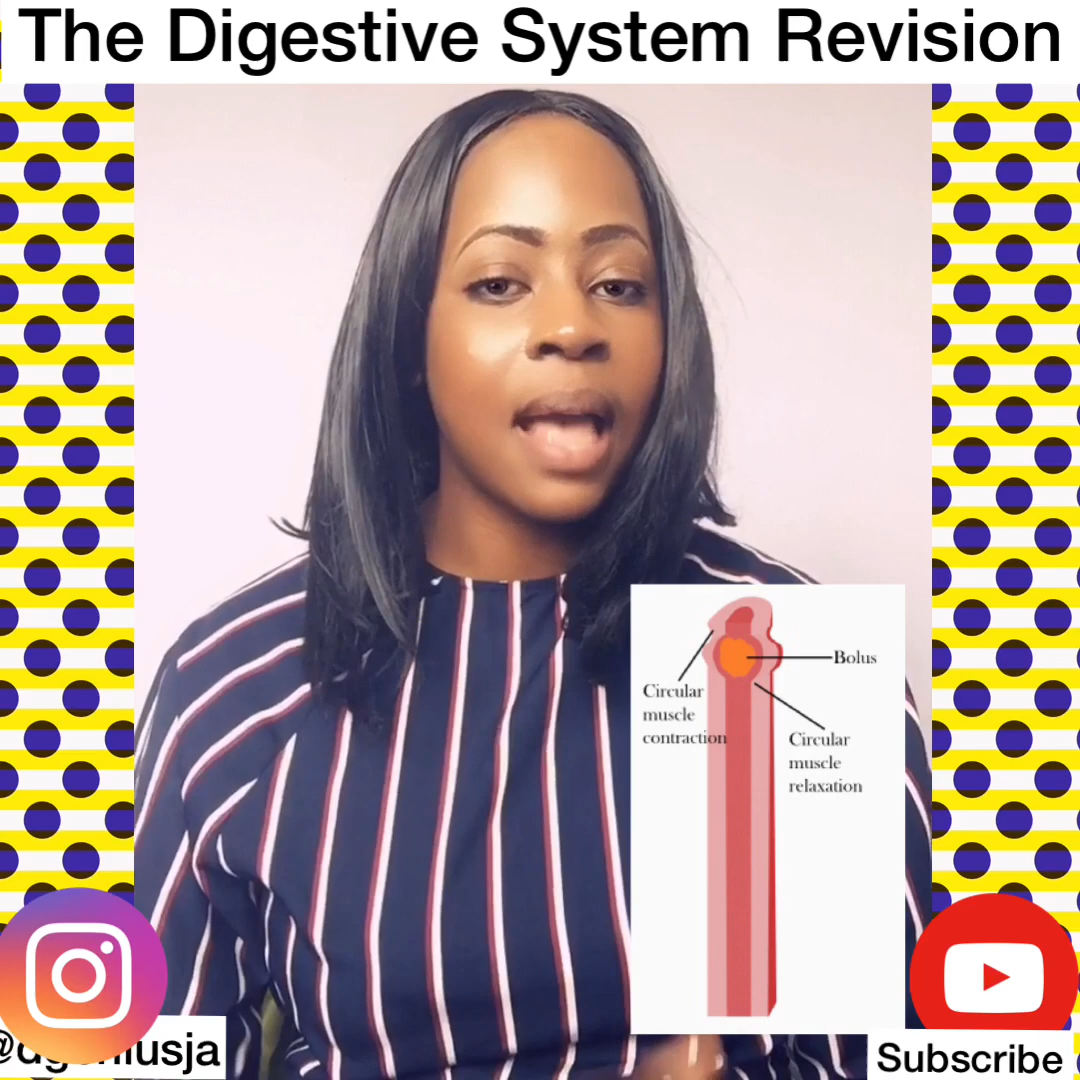 The Digestive System Revision
Bolus
Circular
muscle
contraction
Circular
muscle
relaxation
Subscribe